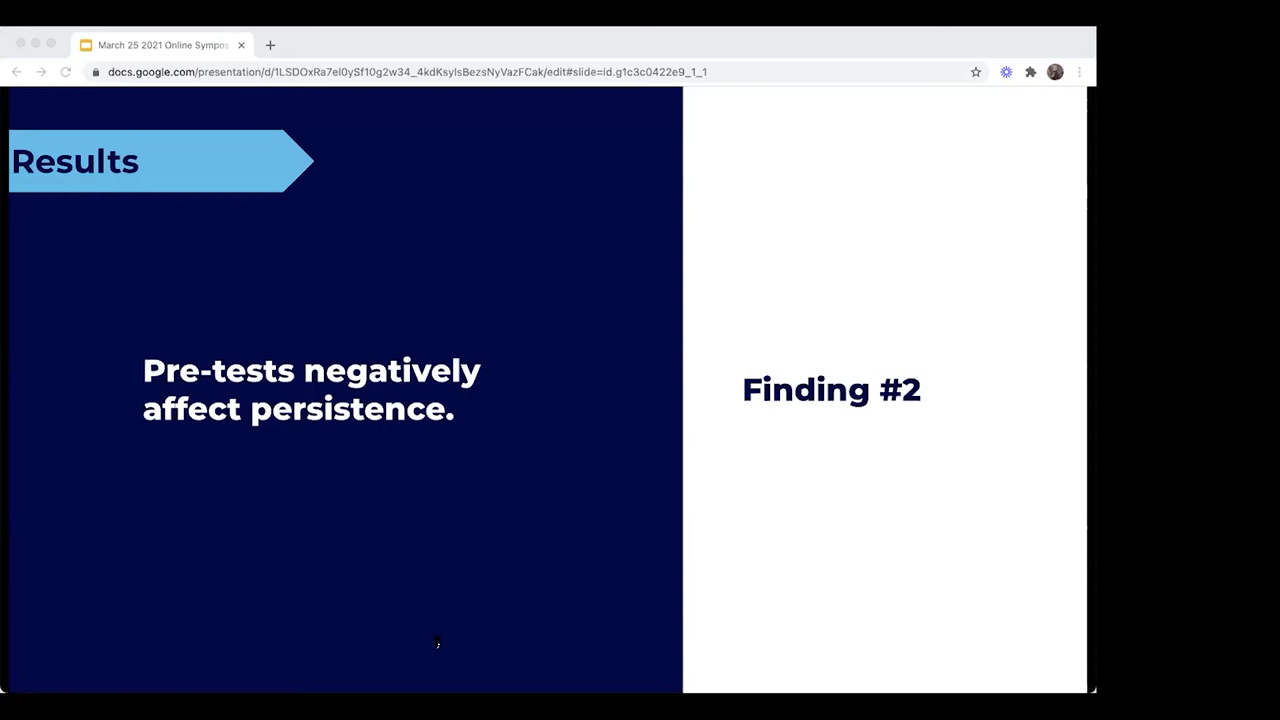 March 25 2021 Online Sympos
docs.google.com/presentation/d/1LSDOxRa7eI0ySf10g2w34_4kdKsyIsBezsNyVazFCak/edit#slide=id.g1c3c0422e9_1_1
Results
Pre-tests negatively
affect persistence.
Finding #2